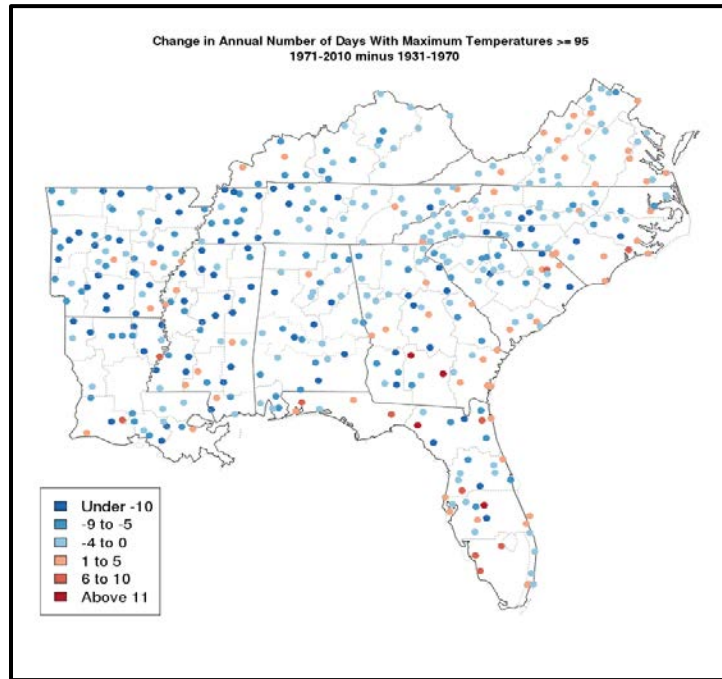 Change in Annual Number of Days With Maximum Temperatures >= 95
1971-2010 minus 1931-1970
Under -10
-9 to -5
-4 to 0
1 to 5
6 to 10
Above 11